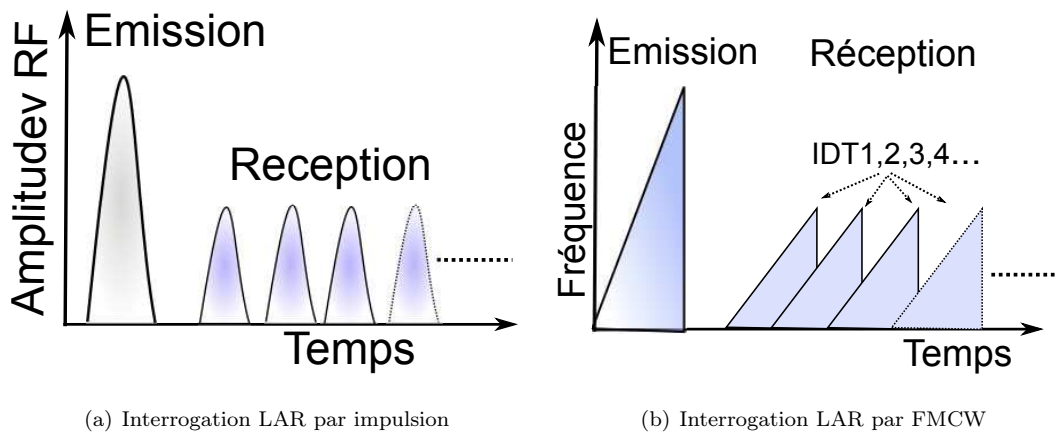 Emission
Amplitudev RF
Reception
Temps
(a) Interrogation LAR par impulsion
Emission
Réception
Fréquence
IDT1,2,3,4...
Temps
(b) Interrogation LAR par FMCW